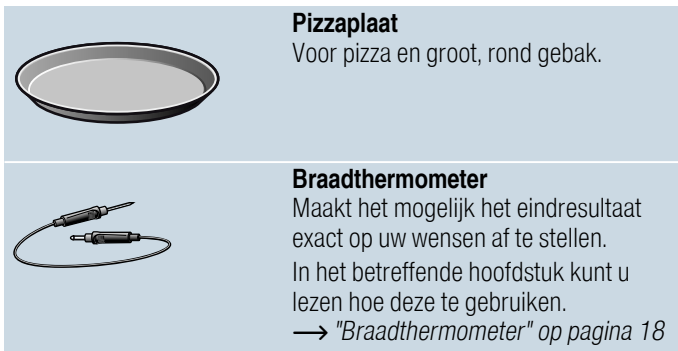 Pizzaplaat
Voor pizza en groot, rond gebak.
Braadthermometer
Maakt het mogelijk het eindresultaat
exact op uw wensen af te stellen.
In het betreffende hoofdstuk kunt u
lezen hoe deze te gebruiken.
→ "Braadthermometer" op pagina 18